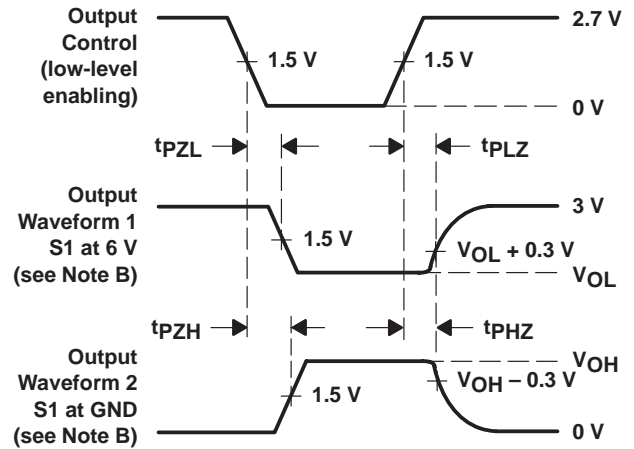 Output
Control
(low-level
enabling)
1.5 V
1.5 V
2.7 V
0 V
tPZL
tPLZ
Output
Waveform 1
S1 at 6 V
(see Note B)
1.5 V
3 V
VOL + 0.3 V
VOL
tPZH
tPHZ
Output
Waveform 2
S1 at GND
(see Note B)
1.5 V
VOH
VOH − 0.3 V
0 V